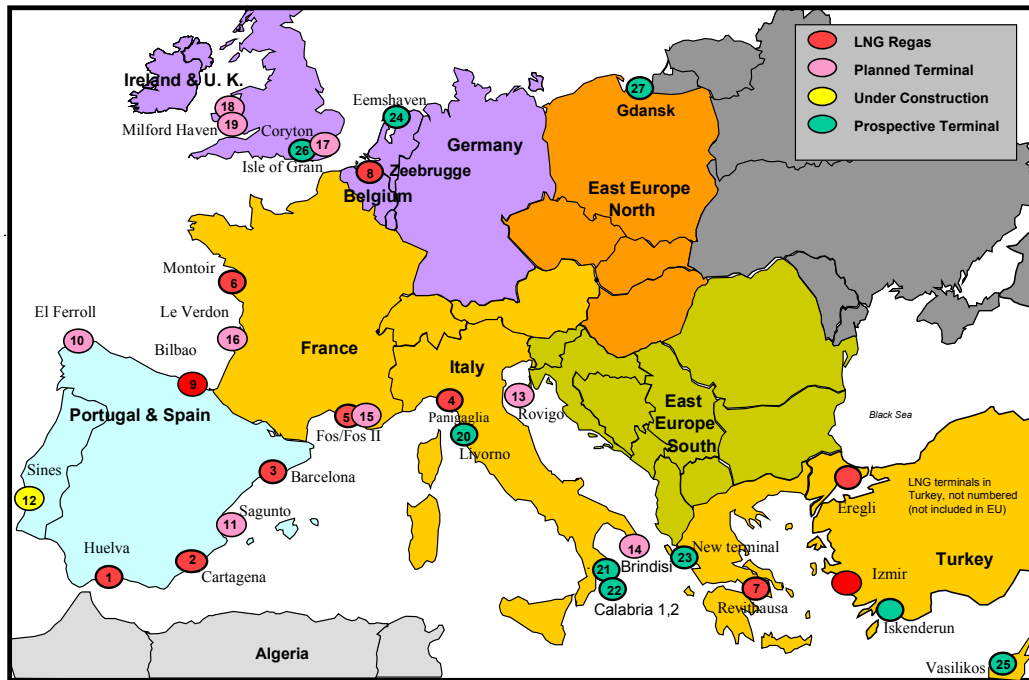 LNG Regas
Planned Terminal
Under Construction
Prospective Terminal
Ireland & U. K.
18
Milford Haven
19
Coryton
17
26
Isle of Grain
Eemshaven
24
27
Gdansk
Germany
8
Zeebrugge
Belgium
East Europe
North
Montoir
6
El Ferroll
10
Le Verdon
16
Bilbao
9
France
Italy
4
Panigaglia
13
Rovigo
Portugal & Spain
5
15
Fos/Fos II
20
Livorno
East
Europe
South
Black Sea
Sines
12
3
Barcelona
11
Sagunto
Huelva
1
2
Cartagena
14
Brindisi
21
22
Calabria 1,2
New terminal
23
7
Revithausa
Eregli
LNG terminals in
Turkey, not numbered
(not included in EU)
Turkey
Izmir
Iskenderun
Vasilikos
25
Algeria